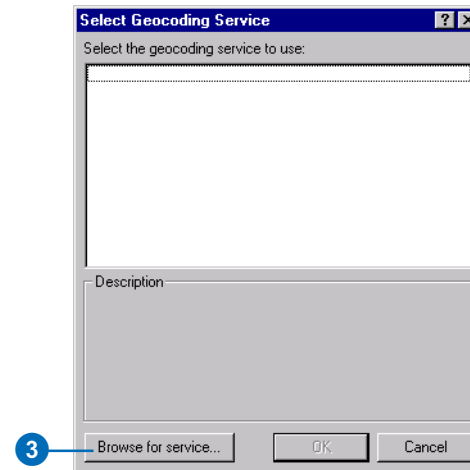 Select Geocoding Service
Select the geocoding service to use:
Description
3
Browse for service...
OK
Cancel